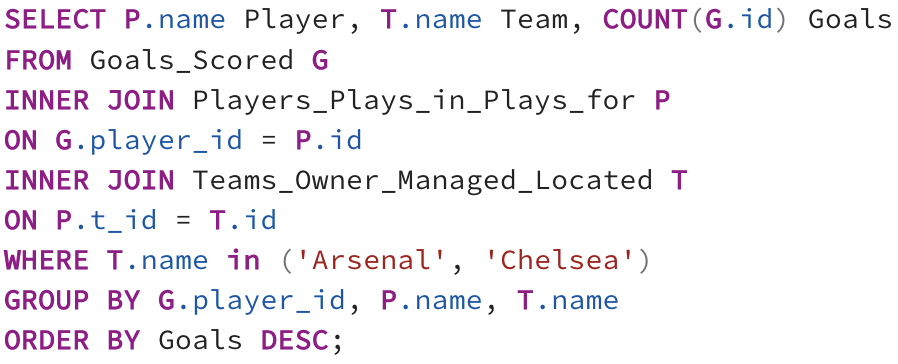 SELECT P.name Player, T.name Team, COUNT(G.id) Goals
FROM Goals_Scored G
INNER JOIN Players_Plays_in_Plays_for P
ON G.player_id = P.id
INNER JOIN Teams_Owner_Managed_Located T
ON P.t_id = T.id
WHERE T.name in ('Arsenal', 'Chelsea')
GROUP BY G.player_id, P.name, T.name
ORDER BY Goals DESC;